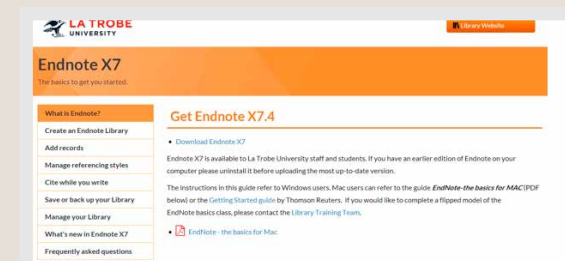 LA TROBE
UNIVERSITY
Library Website
Endnote X7
The basics to get you started.
What is Endnote?
Create an Endnote Library
Add records
Manage referencing styles
Cite while you write
Save or back up your Library
Manage your Library
What's new in Endnote X7
Frequently asked questions
Get Endnote X7.4
Download Endnote X7
Endnote X7 is available to La Trobe University staff and students. If you have an earlier edition of Endnote on your
computer please uninstall it before uploading the most up-to-date version.
The instructions in this guide refer to Windows users. Mac users can refer to the guide EndNote-the basics for MAC (PDF
below) or the Getting Started guide by Thomson Reuters. If you would like to complete a flipped model of the
EndNote basics class, please contact the Library Training Team.
EndNote - the basics for Mac